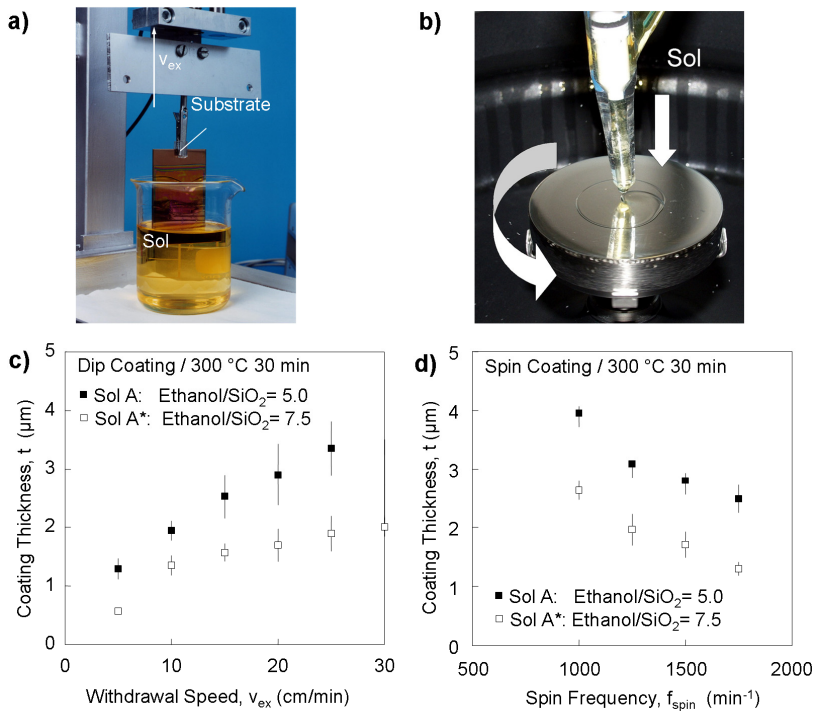 a)
v_ex
Substrate
Sol
b)
Sol
c)
Dip Coating / 300 °C 30 min
Sol A: Ethanol/SiO₂= 5.0
Sol A*: Ethanol/SiO₂= 7.5
Coating Thickness, t (µm)
5
4
3
2
1
0
0 10 20 30
Withdrawal Speed, v_ex (cm/min)
d)
Spin Coating / 300 °C 30 min
Coating Thickness, t (µm)
5
4
3
2
1
0
Sol A: Ethanol/SiO₂= 5.0
Sol A*: Ethanol/SiO₂= 7.5
500 1000 1500 2000
Spin Frequency, f_spin (min⁻¹)